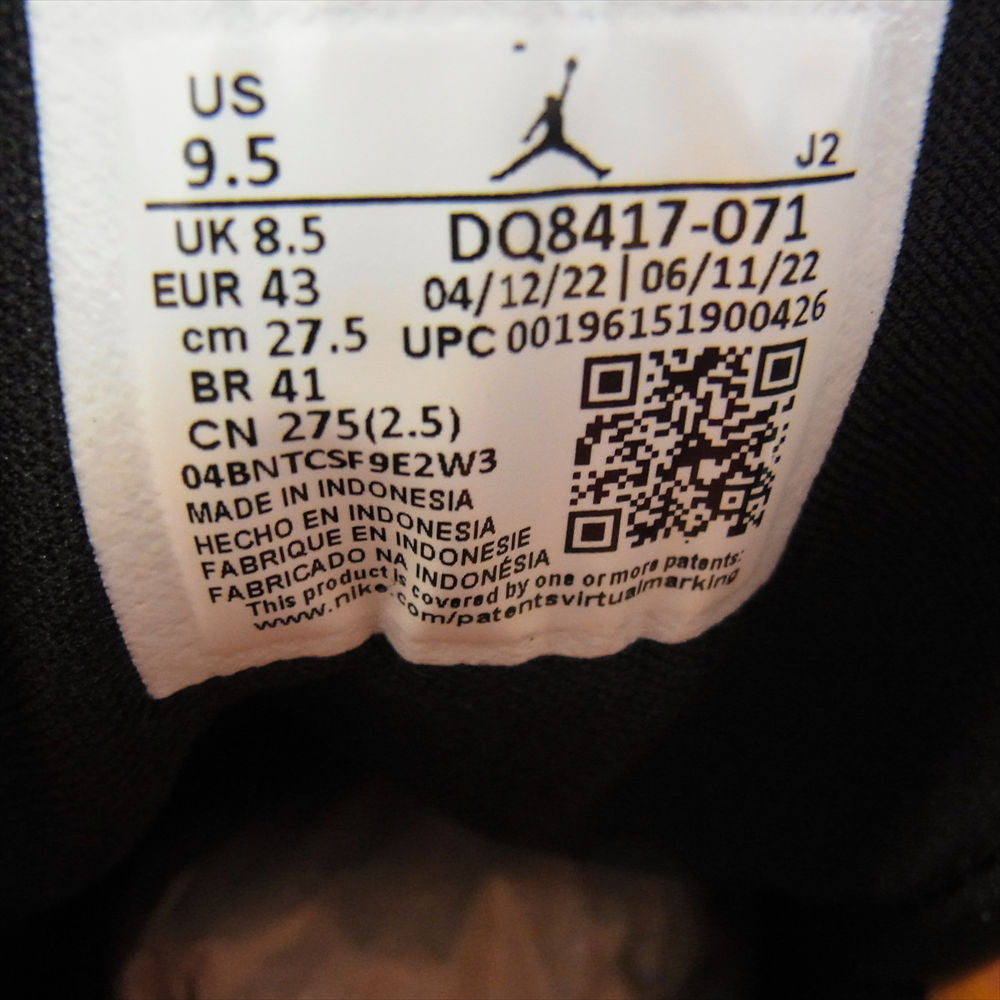 US
9.5
J2
UK 8.5
DQ8417-071
EUR 43
04/12/22 | 06/11/22
cm 27.5
UPC 00196151900426
BR 41
CN 275(2.5)
04BNTCSF9E2W3
MADE IN INDONESIA
HECHO EN INDONESIA
FABRIQUE EN INDONESIE
FABRICADO NA INDONÉSIA
This product is covered by one or more patents:
www.nike.com/patentsvirtualmarking